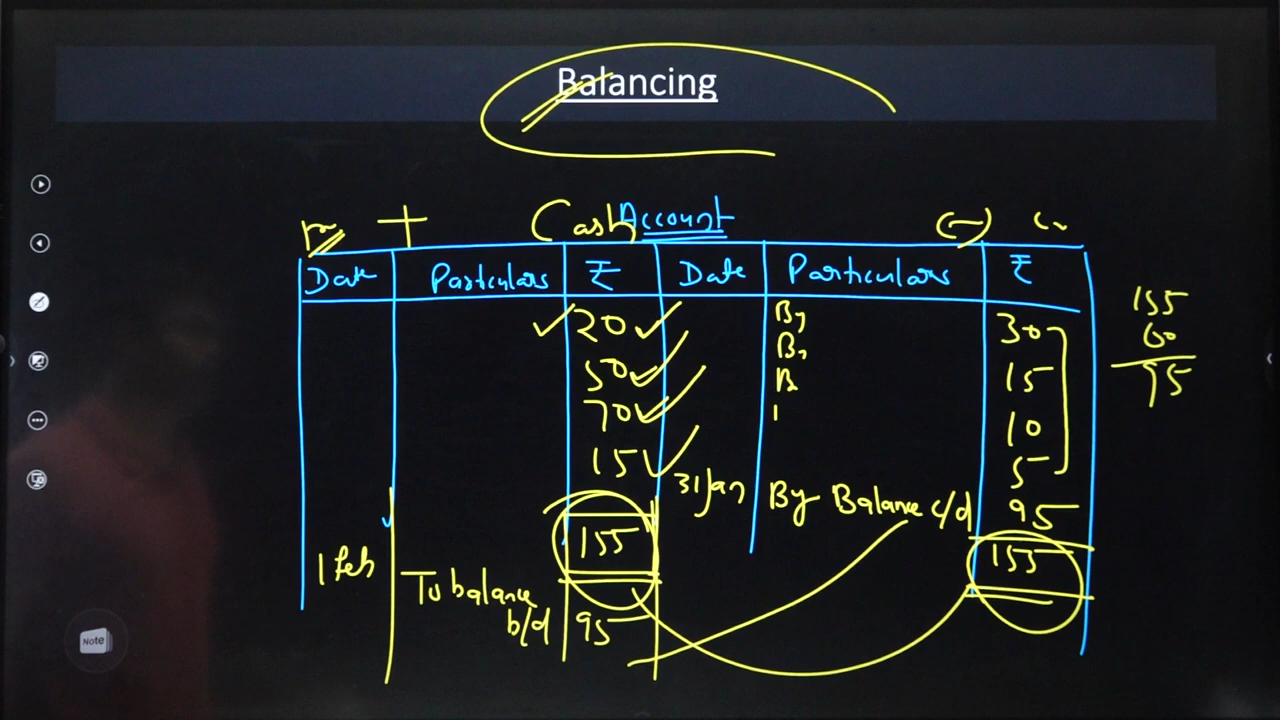 Balancing
Dr + Cash Account (-) Cr
Date Particulars ₹ Date Particulars ₹
20 By 30
50 By 15
70 B 10
15 5
31 Jan By Balance c/d 95
155 155
1 Feb To balance b/d 95
155
60
95
Note